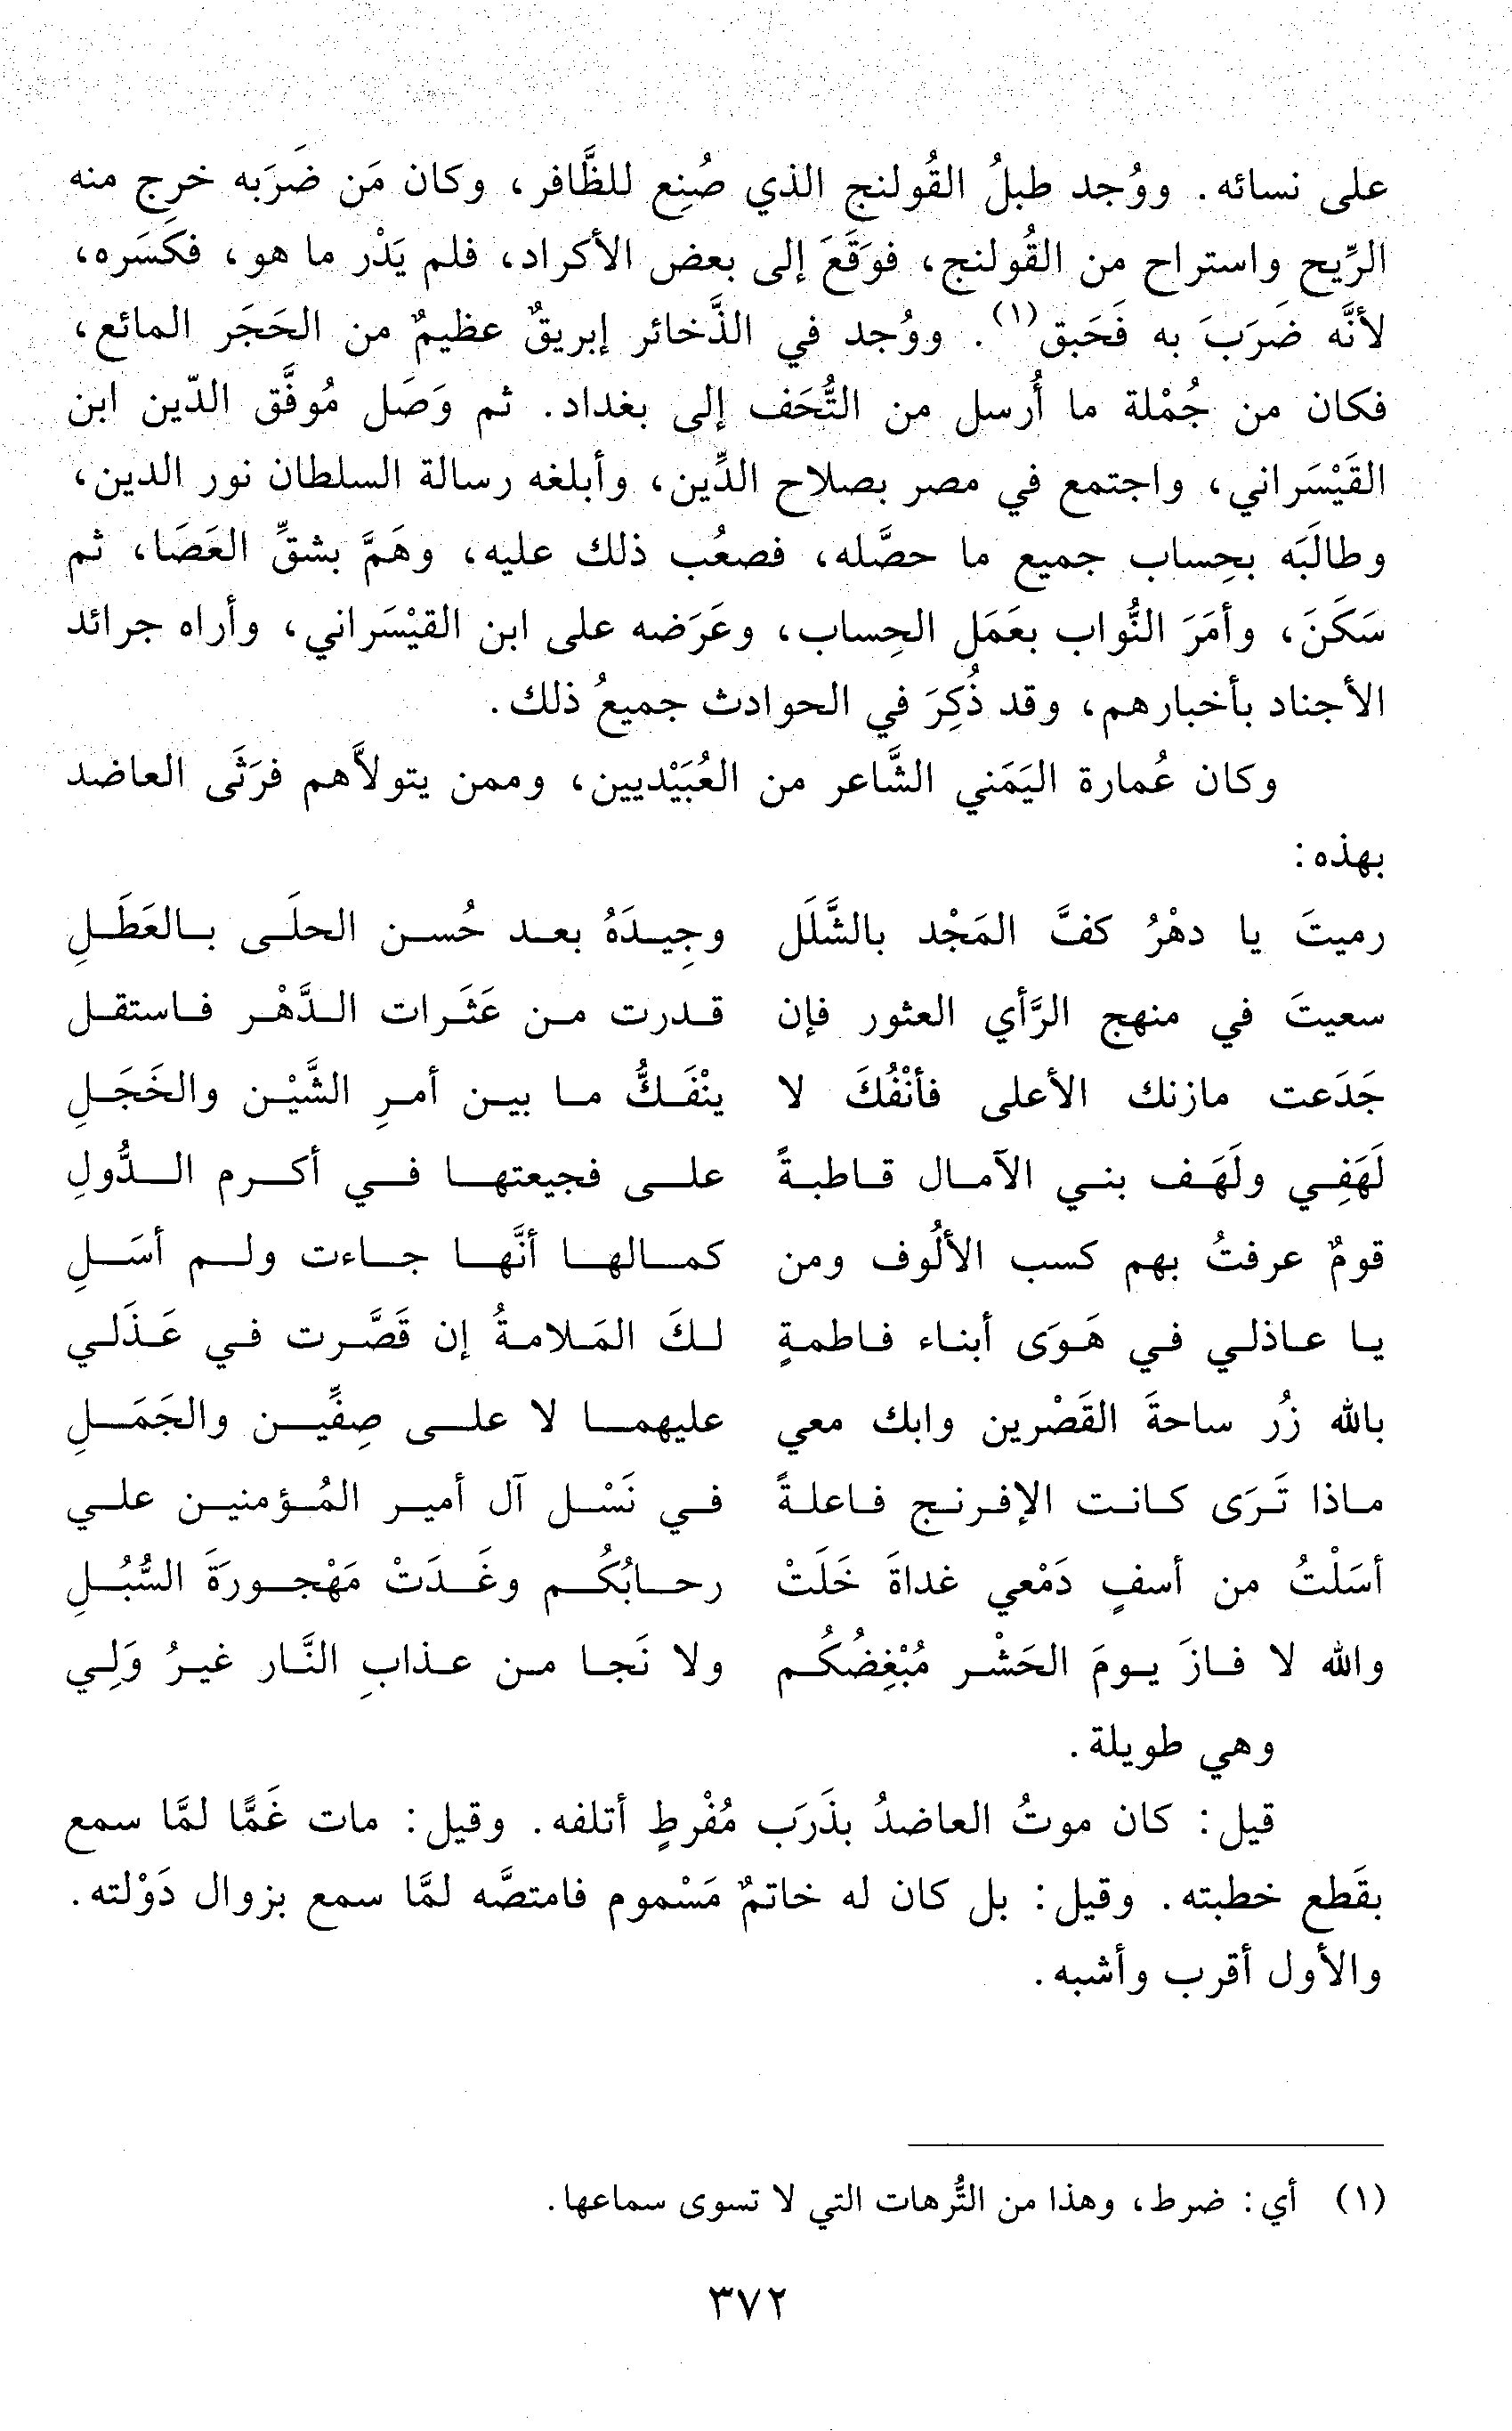 على نسائه. ووُجد طبلُ القُولنج الذي صُنِع للظَّافر، وكان مَن ضَرَبه خرج منه
الرِّيح واستراح من القُولنج، فوَقَعَ إلى بعض الأكراد، فلم يَدْر ما هو، فكَسَره،
لأنَّه ضَرَبَ به فَحَبق(١). ووُجد في الذَّخائر إبريقٌ عظيمٌ من الحَجَر المائع،
فكان من جُمْلة ما أُرسل من التُّحَف إلى بغداد. ثم وَصَل مُوفَّق الدّين ابن
القَيْسَراني، واجتمع في مصر بصلاح الدِّين، وأبلغه رسالة السلطان نور الدين،
وطالَبَه بحِساب جميع ما حصَّله، فصعُب ذلك عليه، وهَمَّ بشقِّ العَصَا، ثم
سَكَنَ، وأمَرَ النُّواب بعَمَل الحِساب، وعَرَضه على ابن القيْسَراني، وأراه جرائد
الأجناد بأخبارهم، وقد ذُكِرَ في الحوادث جميعُ ذلك.
وكان عُمارة اليَمَني الشَّاعر من العُبَيْديين، وممن يتولاَّهم فرَثَى العاضد
بهذه:
رميتَ يا دهْرُ كفَّ المَجْد بالشَّلَل وجِيدَهُ بعد حُسن الحلَى بالعَطَلِ
سعيتَ في منهج الرَّأي العثور فإن قدرت من عَثَرات الدَّهْر فاستقل
جَدَعت مازنك الأعلى فأنْفُكَ لا ينْفَكُّ ما بين أمرِ الشَّيْن والخَجَلِ
لَهَفِي ولَهَف بني الآمال قاطبةً على فجيعتها في أكرم الدُّولِ
قومٌ عرفتُ بهم كسب الألُوف ومن كمالها أنَّها جاءت ولم أسَلِ
يا عاذلي في هَوَى أبناء فاطمةٍ لكَ المَلامةُ إن قَصَّرت في عَذَلي
بالله زُر ساحةَ القَصْرين وابك معي عليهما لا على صِفِّين والجَمَلِ
ماذا تَرَى كانت الإفرنج فاعلةً في نَسْل آل أمير المُؤمنين علي
أسَلْتُ من أسفٍ دَمْعي غداةَ خَلَتْ رحابُكُم وغَدَتْ مَهْجورَةَ السُّبُلِ
والله لا فازَ يومَ الحَشْر مُبْغِضُكُم ولا نَجا من عذابِ النَّار غيرُ وَلِي
وهي طويلة.
قيل: كان موتُ العاضدُ بذَرَب مُفْرطٍ أتلفه. وقيل: مات غَمًّا لمَّا سمع
بقَطع خطبته. وقيل: بل كان له خاتمٌ مَسْموم فامتصَّه لمَّا سمع بزوال دَوْلته.
والأول أقرب وأشبه.
(١) أي: ضرط، وهذا من التُّرهات التي لا تسوى سماعها.
٣٧٢